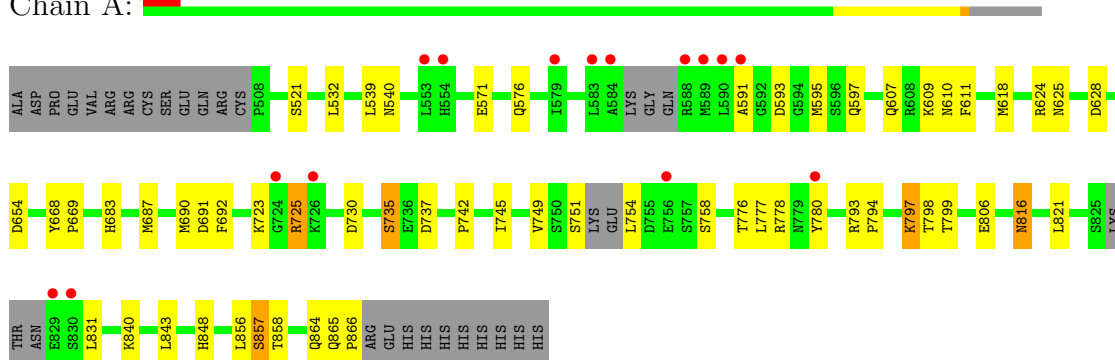 Chain A:
ALA ASP PRO GLU VAL ARG ARG CYS SER GLU GLN ARG CYS P508 S521 L532 L539 N540 L553 H554 E571 Q576 I579 L583 A584 LYS GLY GLN R588 M589 L590 A591 G592 D593 G594 M595 S596 Q597 Q607 R608 K609 N610 F611 M618 R624 N625 D628
D654 Y668 P669 H683 M687 M690 D691 F692 K723 G724 R725 K726 D730 S735 E736 D737 P742 I745 V749 S750 S751 LYS GLU L754 D755 E756 S757 S758 T776 L777 R778 N779 Y780 R793 P794 K797 T798 T799 E806 N816 L821 S825 LYS
THR ASN E829 S830 L831 K840 L843 H848 L856 S857 T858 Q864 Q865 P866 ARG GLU HIS HIS HIS HIS HIS HIS HIS HIS